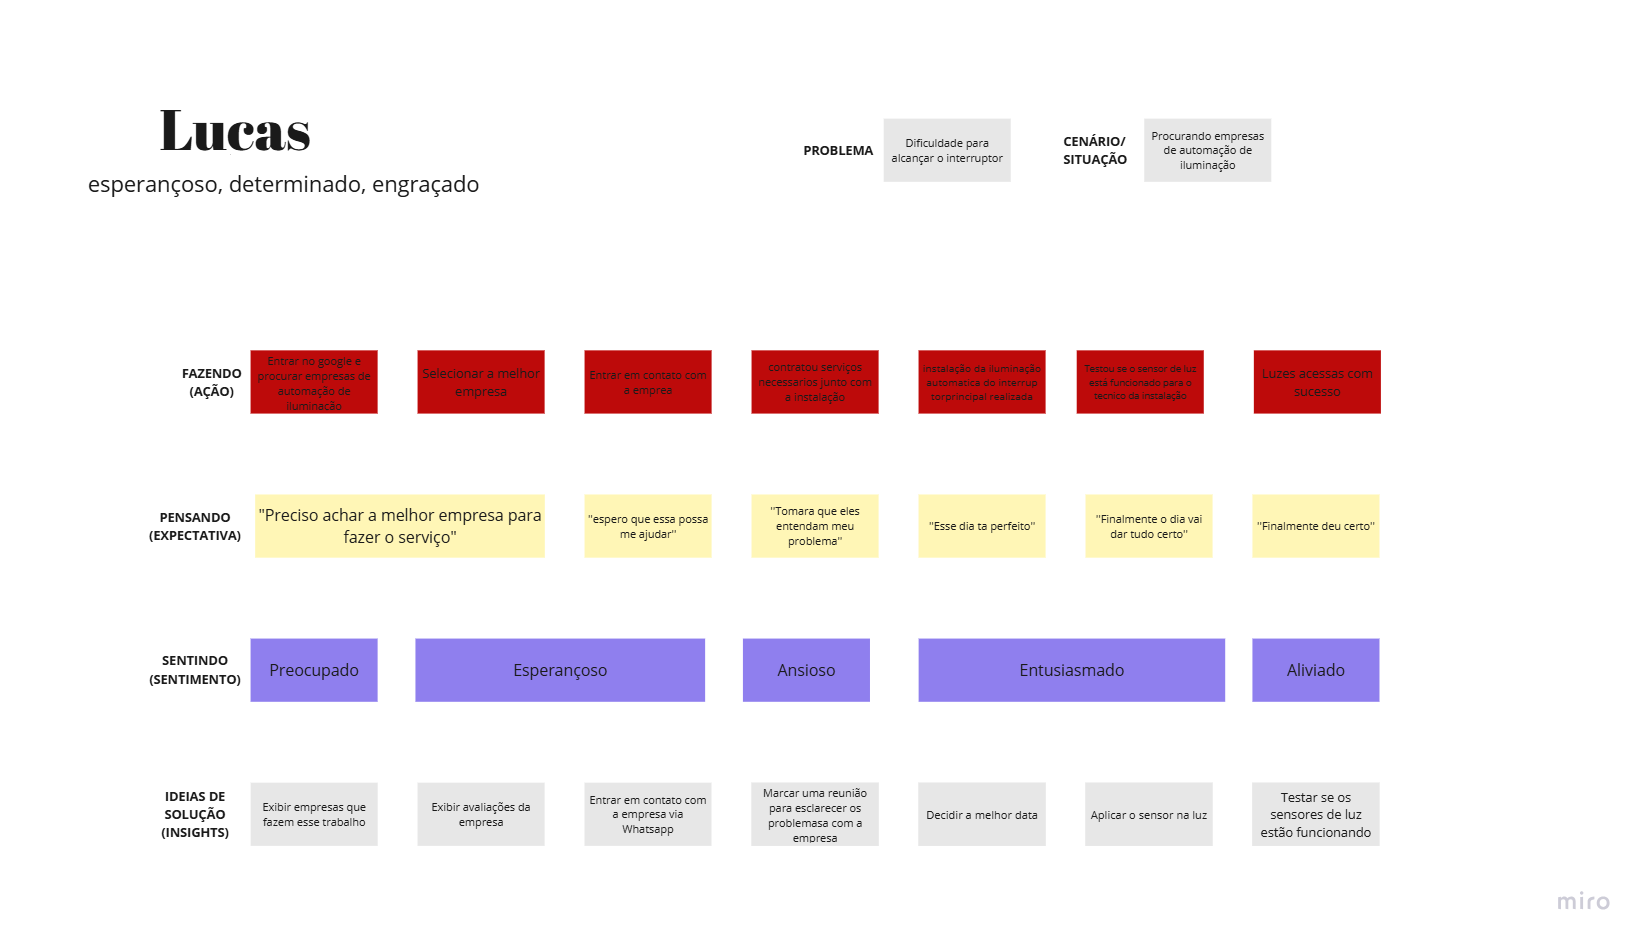 Lucas
esperançoso, determinado, engraçado
PROBLEMA
Dificuldade para
alcançar o interruptor
CENÁRIO/
SITUAÇÃO
Procurando empresas
de automação de
iluminação
FAZENDO
(AÇÃO)
Entrar no google e
procurar empresas de
automação de
iluminacão
Selecionar a melhor
empresa
Entrar em contato com
a emprea
contratou serviços
necessarios junto com
a instalação
instalação da iluminação
automatica do interrup
torprincipal realizada
Testou se o sensor de luz
está funcionado para o
tecnico da instalação
Luzes acessas com
sucesso
PENSANDO
(EXPECTATIVA)
"Preciso achar a melhor empresa para
fazer o serviço"
"espero que essa possa
me ajudar"
"Tomara que eles
entendam meu
problema"
"Esse dia ta perfeito"
"Finalmente o dia vai
dar tudo certo"
"Finalmente deu certo"
SENTINDO
(SENTIMENTO)
Preocupado
Esperançoso
Ansioso
Entusiasmado
Aliviado
IDEIAS DE
SOLUÇÃO
(INSIGHTS)
Exibir empresas que
fazem esse trabalho
Exibir avaliações da
empresa
Entrar em contato com
a empresa via
Whatsapp
Marcar uma reunião
para esclarecer os
problemasa com a
empresa
Decidir a melhor data
Aplicar o sensor na luz
Testar se os
sensores de luz
estão funcionando
miro